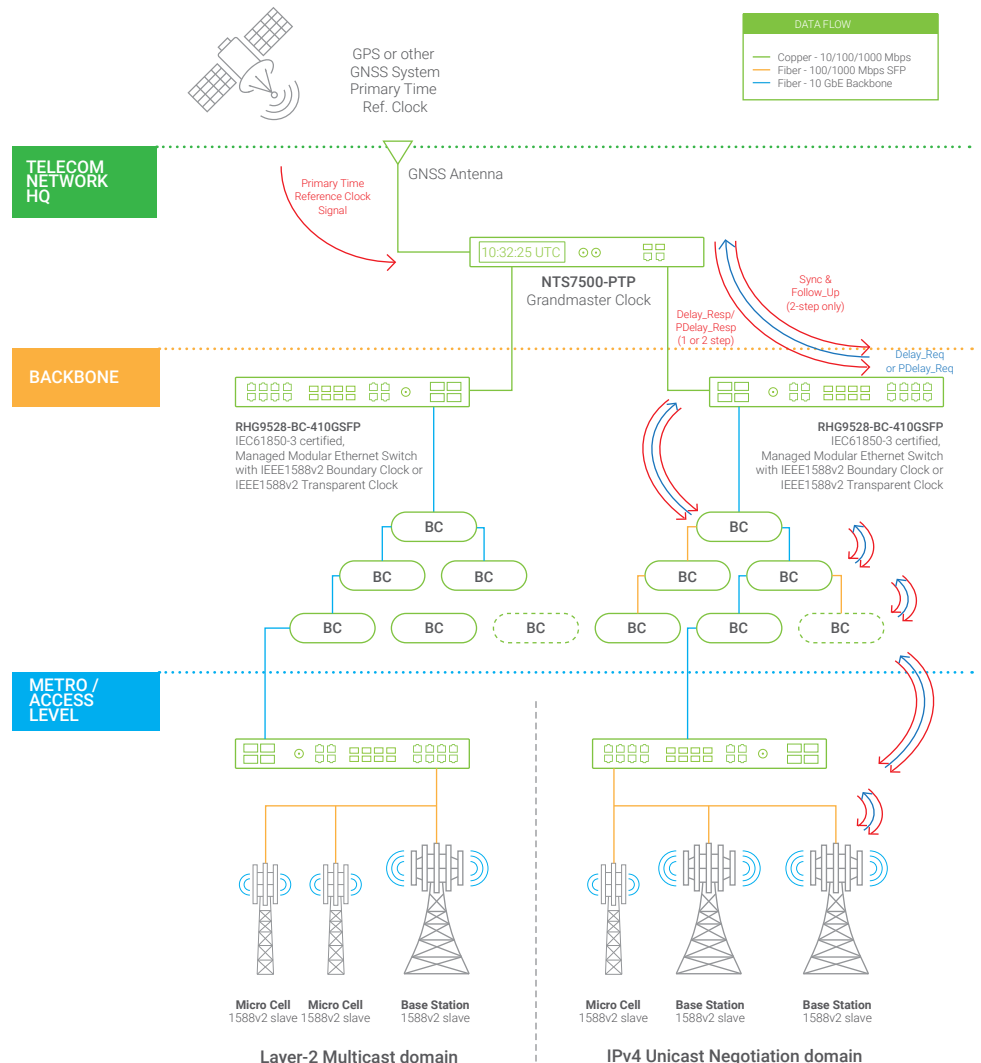 GPS or other
GNSS System
Primary Time
Ref. Clock
DATA FLOW
Copper - 10/100/1000 Mbps
Fiber - 100/1000 Mbps SFP
Fiber - 10 GbE Backbone
TELECOM
NETWORK
HQ
GNSS Antenna
Primary Time
Reference Clock
Signal
10:32:25 UTC
NTS7500-PTP
Grandmaster Clock
Sync &
Follow_Up
(2-step only)
Delay_Resp/
PDelay_Resp
(1 or 2 step)
Delay_Req
or PDelay_Req
BACKBONE
RHG9528-BC-410GSFP
IEC61850-3 certified,
Managed Modular Ethernet Switch
with IEEE1588v2 Boundary Clock or
IEEE1588v2 Transparent Clock
RHG9528-BC-410GSFP
IEC61850-3 certified,
Managed Modular Ethernet Switch
with IEEE1588v2 Boundary Clock or
IEEE1588v2 Transparent Clock
BC
BC
BC BC
BC BC
BC BC BC
BC BC BC
METRO /
ACCESS
LEVEL
Micro Cell
1588v2 slave
Micro Cell
1588v2 slave
Base Station
1588v2 slave
Micro Cell
1588v2 slave
Base Station
1588v2 slave
Base Station
1588v2 slave
Layer-2 Multicast domain
IPv4 Unicast Negotiation domain